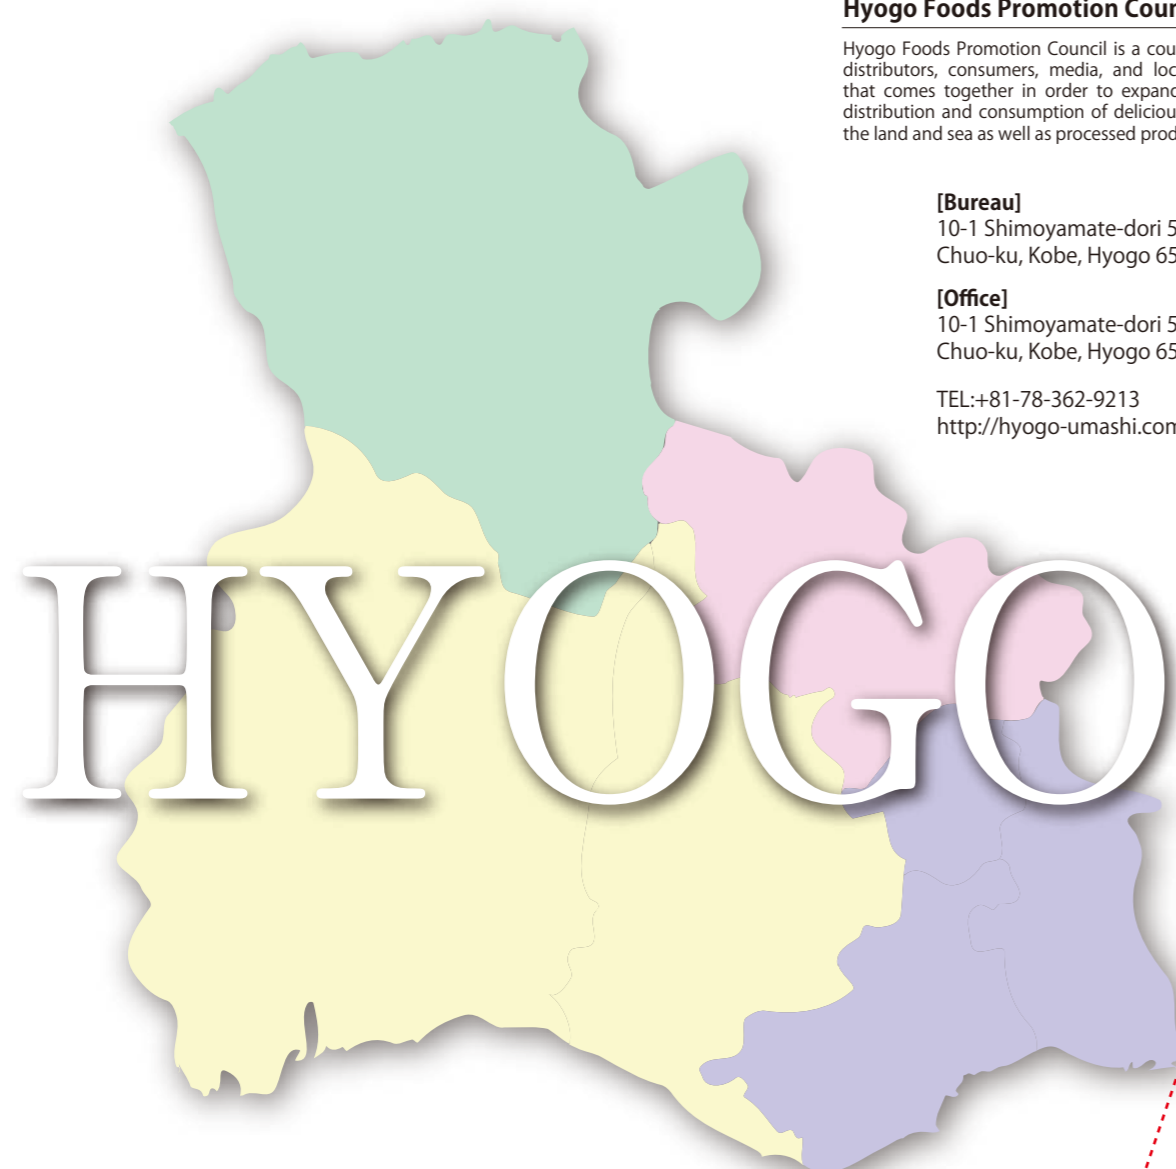 Hyogo Foods Promotion Coun
Hyogo Foods Promotion Council is a cou
distributors, consumers, media, and loc
that comes together in order to expand
distribution and consumption of deliciou
the land and sea as well as processed prod
[Bureau]
10-1 Shimoyamate-dori 5
Chuo-ku, Kobe, Hyogo 65
[Office]
10-1 Shimoyamate-dori 5
Chuo-ku, Kobe, Hyogo 65
TEL:+81-78-362-9213
http://hyogo-umashi.com
HYOGO